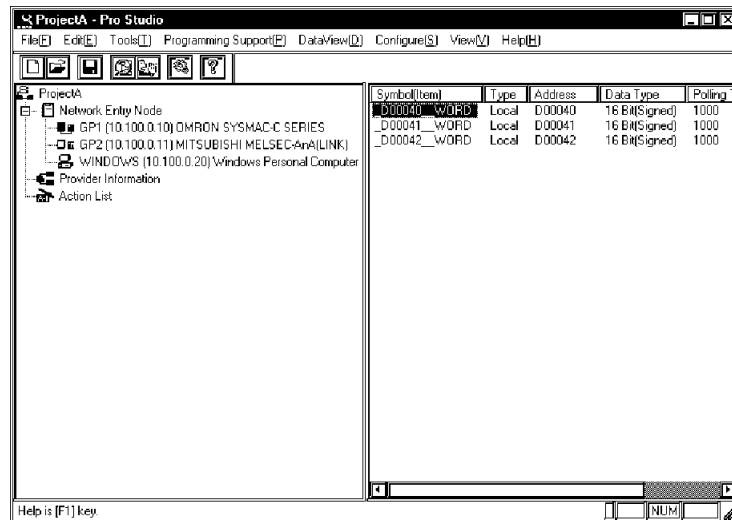 ProjectA - Pro Studio
File(F) Edit(E) Tools(T) Programming Support(P) DataView(D) Configure(S) View(V) Help(H)
ProjectA
Network Entry Node
GP1 (10.100.0.10) OMRON SYSMAC-C SERIES
GP2 (10.100.0.11) MITSUBISHI MELSEC-AnA(LINK)
WINDOWS (10.100.0.20) Windows Personal Computer
Provider Information
Action List
Symbol(Item) Type Address Data Type Polling T
_D00040__WORD Local D00040 16 Bit(Signed) 1000
_D00041__WORD Local D00041 16 Bit(Signed) 1000
_D00042__WORD Local D00042 16 Bit(Signed) 1000
Help is [F1] key.
NUM